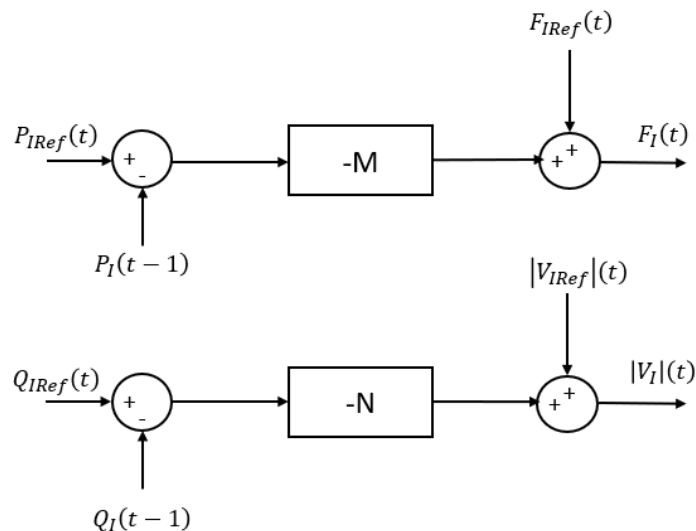 F_{IRef}(t)
P_{IRef}(t)
+
-
-M
+
+
F_I(t)
P_I(t − 1)
|V_{IRef}|(t)
Q_{IRef}(t)
+
-
-N
+
+
|V_I|(t)
Q_I(t − 1)